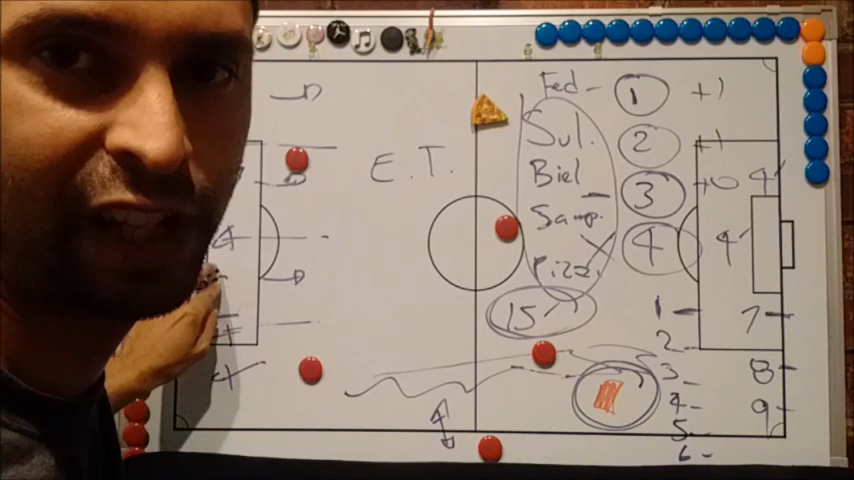 Fed - 1 +1
Sul. 2 +1
Biel 3 +0 4'
Samp. 4 4'
Pizz.
E.T.
15'
1 - 7 -
2 -
3 - 8 -
4 - 9 -
5 -
6 -